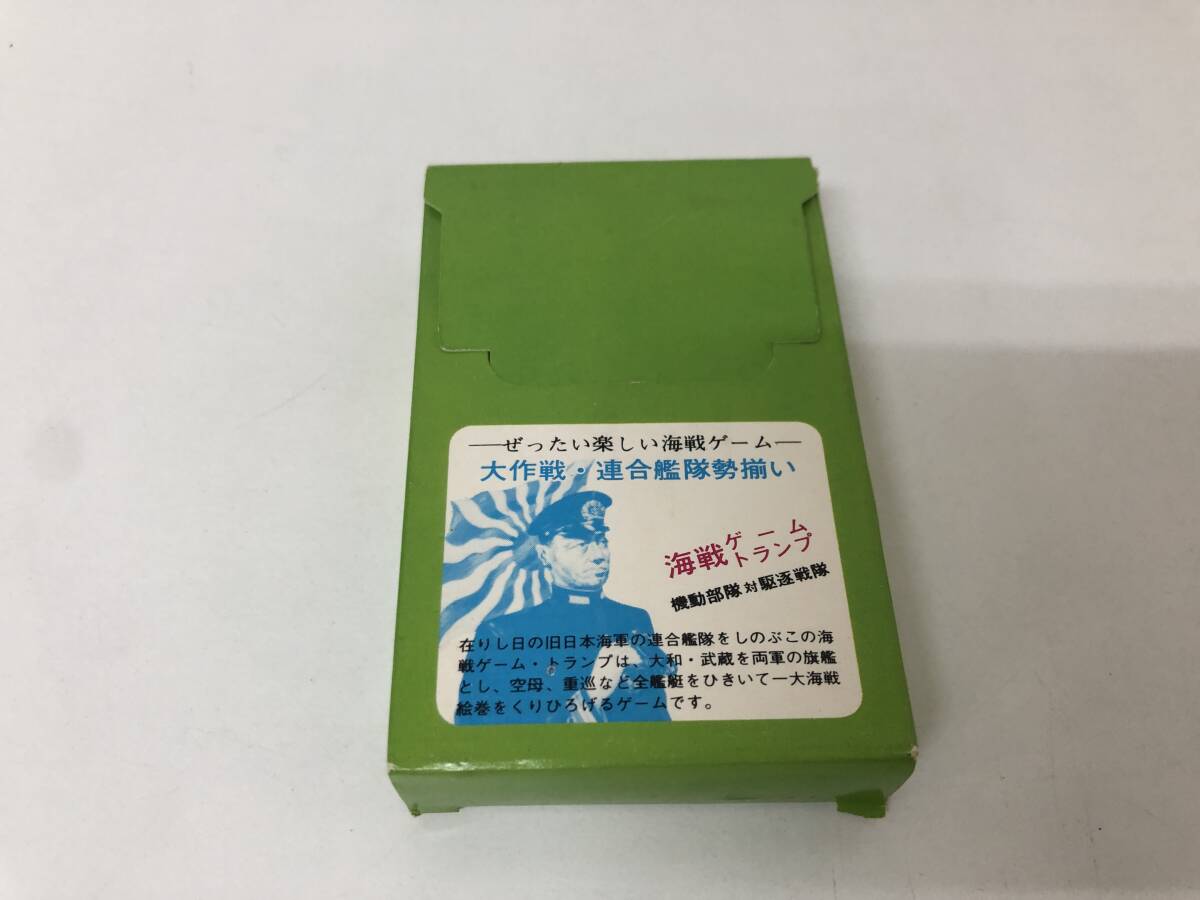 ―ぜったい楽しい海戦ゲーム―
大作戦・連合艦隊勢揃い
海戦ゲーム
トランプ
機動部隊対駆逐戦隊
在りし日の旧日本海軍の連合艦隊をしのぶこの海
戦ゲーム・トランプは、大和・武蔵を両軍の旗艦
とし、空母、重巡など全艦艇をひきいて一大海戦
絵巻をくりひろげるゲームです。